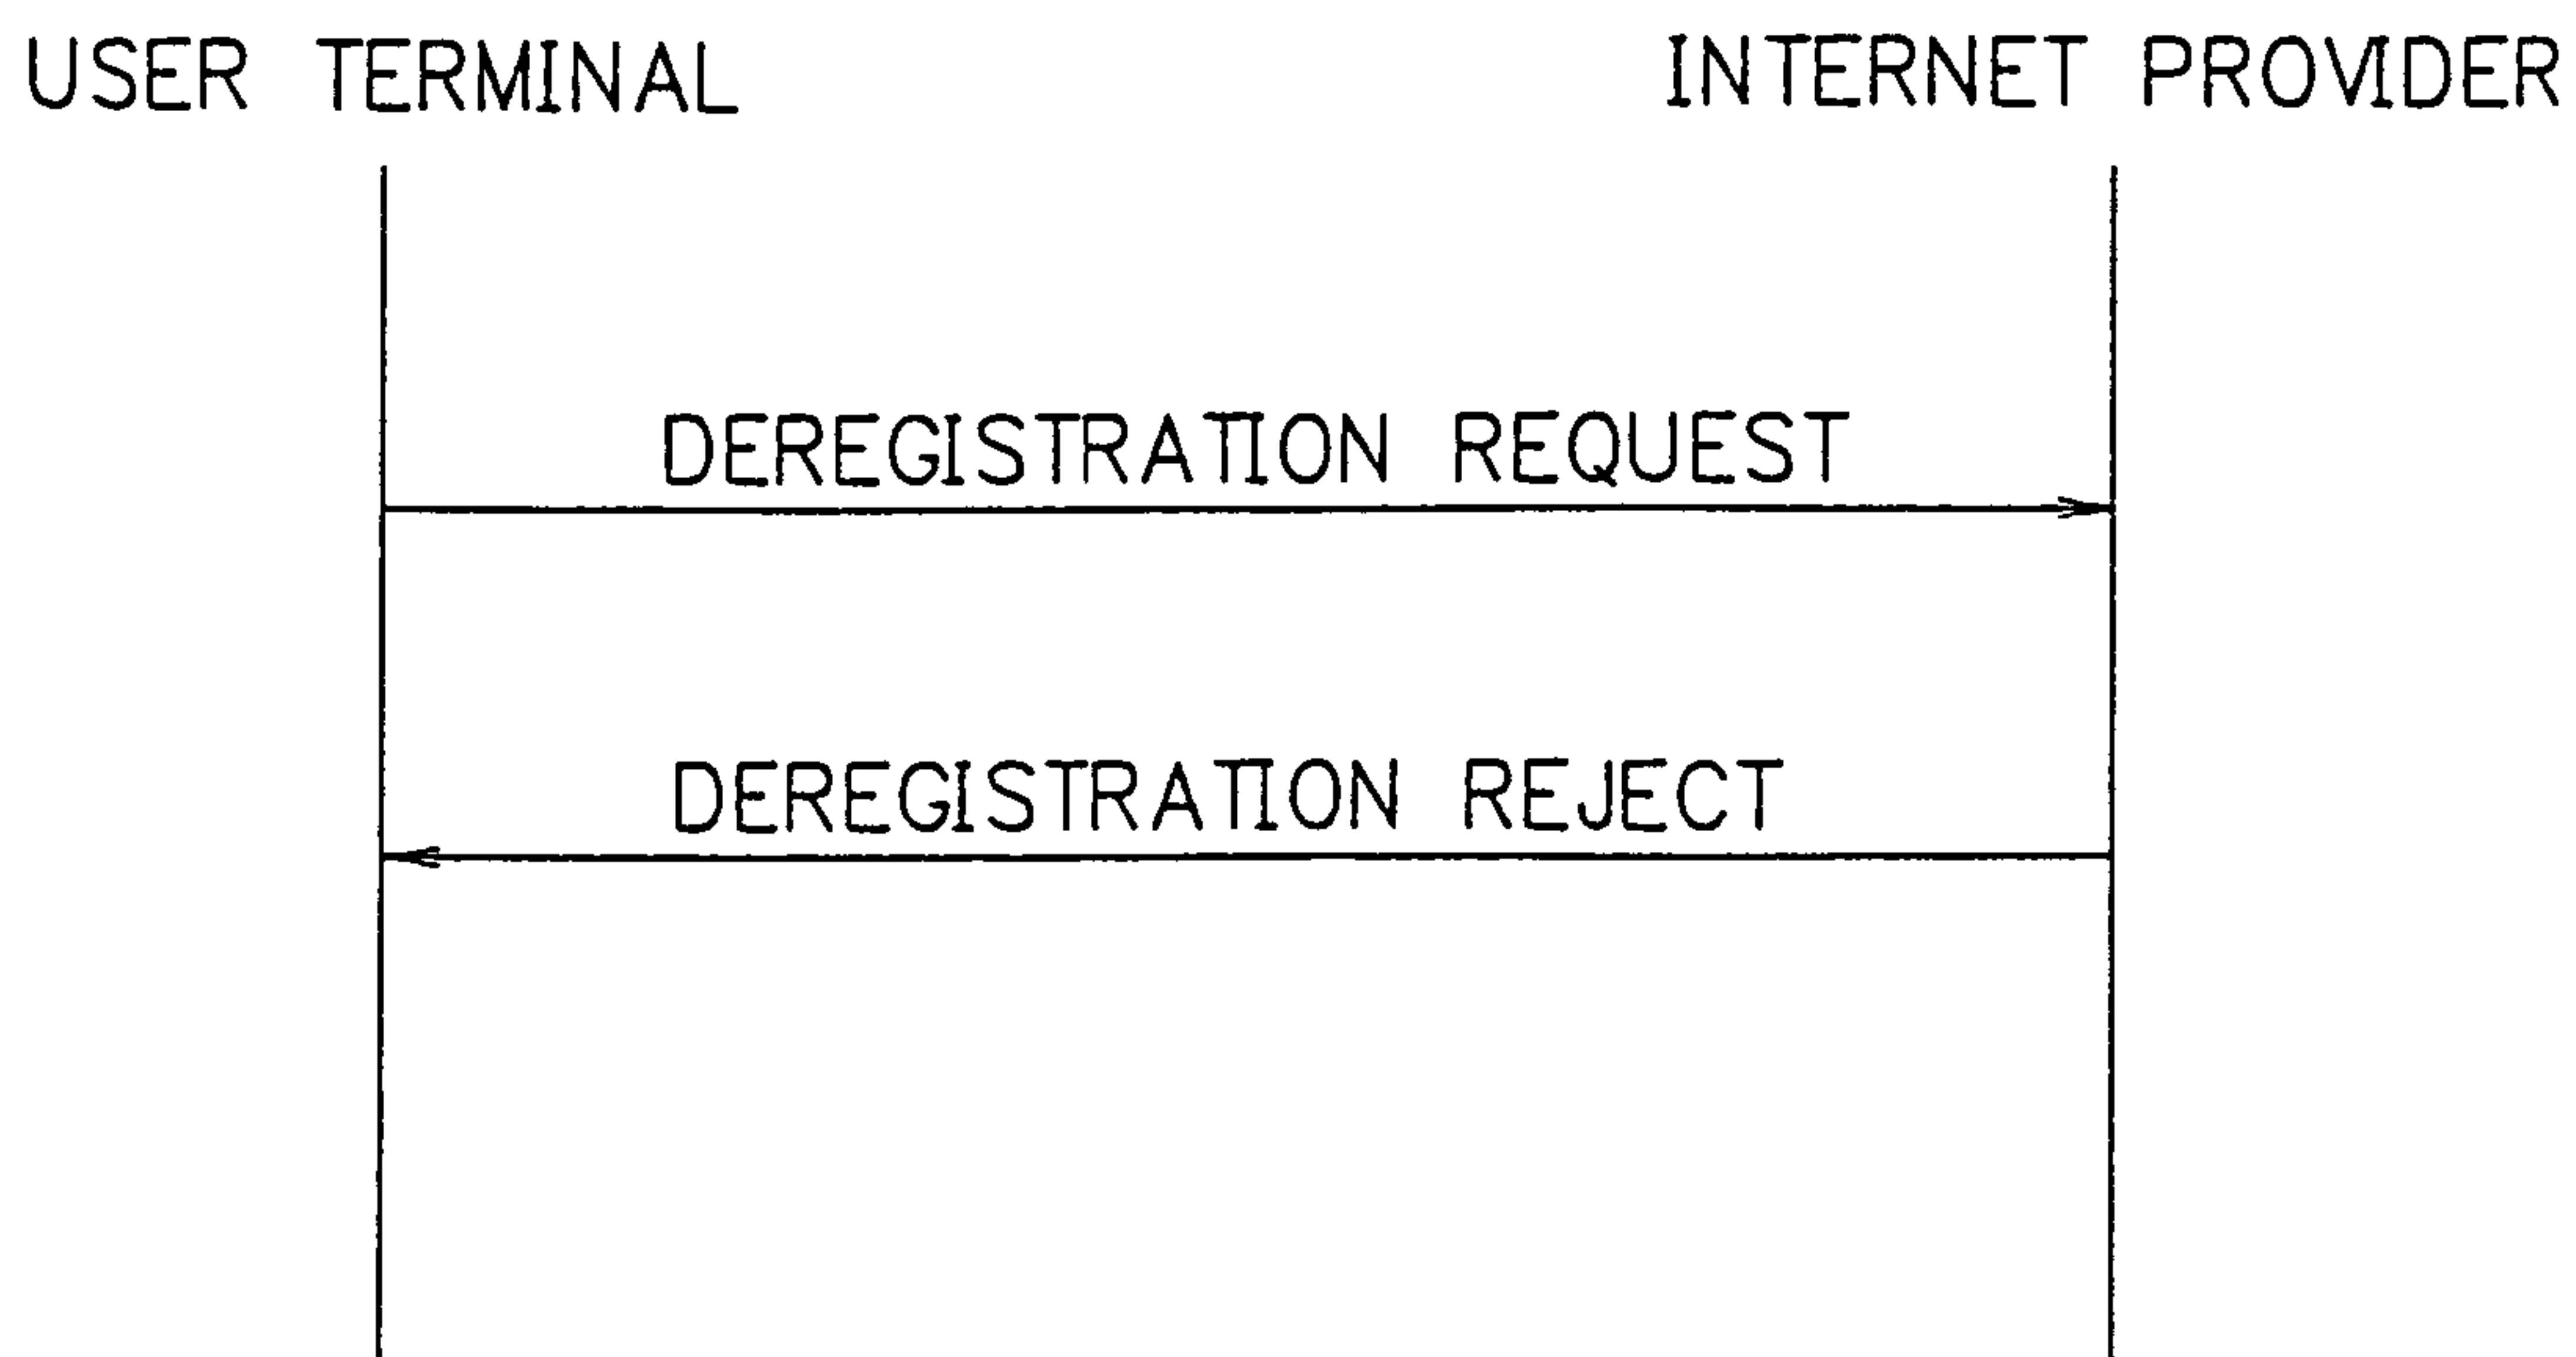 USER TERMINAL INTERNET PROVIDER
DEREGISTRATION REQUEST
DEREGISTRATION REJECT